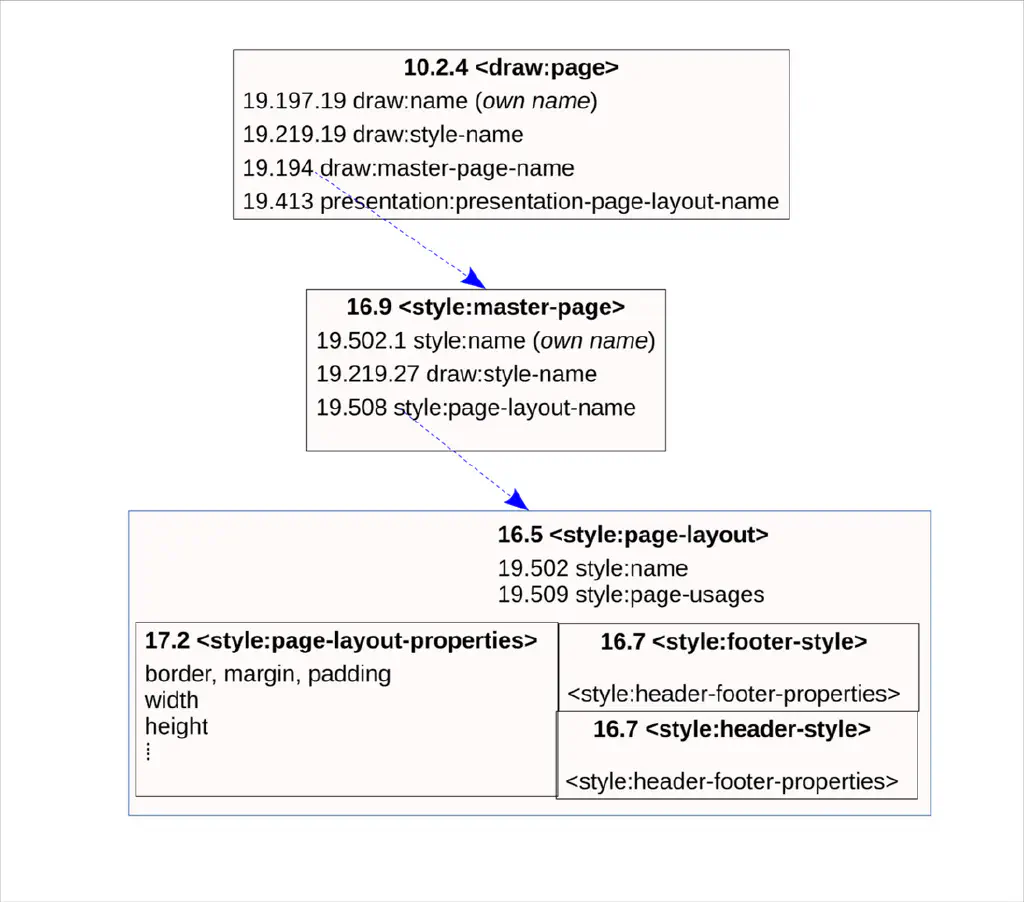 10.2.4 <draw:page>
19.197.19 draw:name (own name)
19.219.19 draw:style-name
19.194 draw:master-page-name
19.413 presentation:presentation-page-layout-name
16.9 <style:master-page>
19.502.1 style:name (own name)
19.219.27 draw:style-name
19.508 style:page-layout-name
16.5 <style:page-layout>
19.502 style:name
19.509 style:page-usages
17.2 <style:page-layout-properties>
border, margin, padding
width
height
⁞
16.7 <style:footer-style>
<style:header-footer-properties>
16.7 <style:header-style>
<style:header-footer-properties>